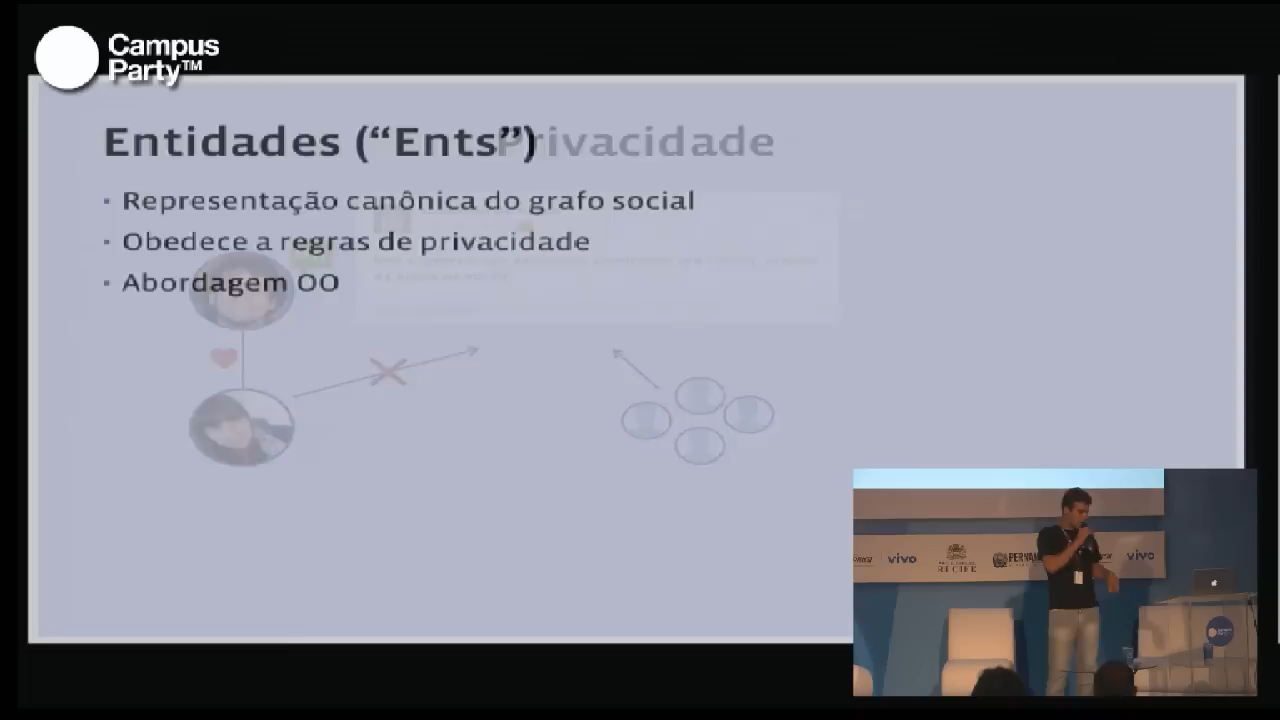 Campus
Party™
Entidades (“Ents”)
Privacidade
▪ Representação canônica do grafo social
▪ Obedece a regras de privacidade
▪ Abordagem OO
vivo
RECIFE
vivo